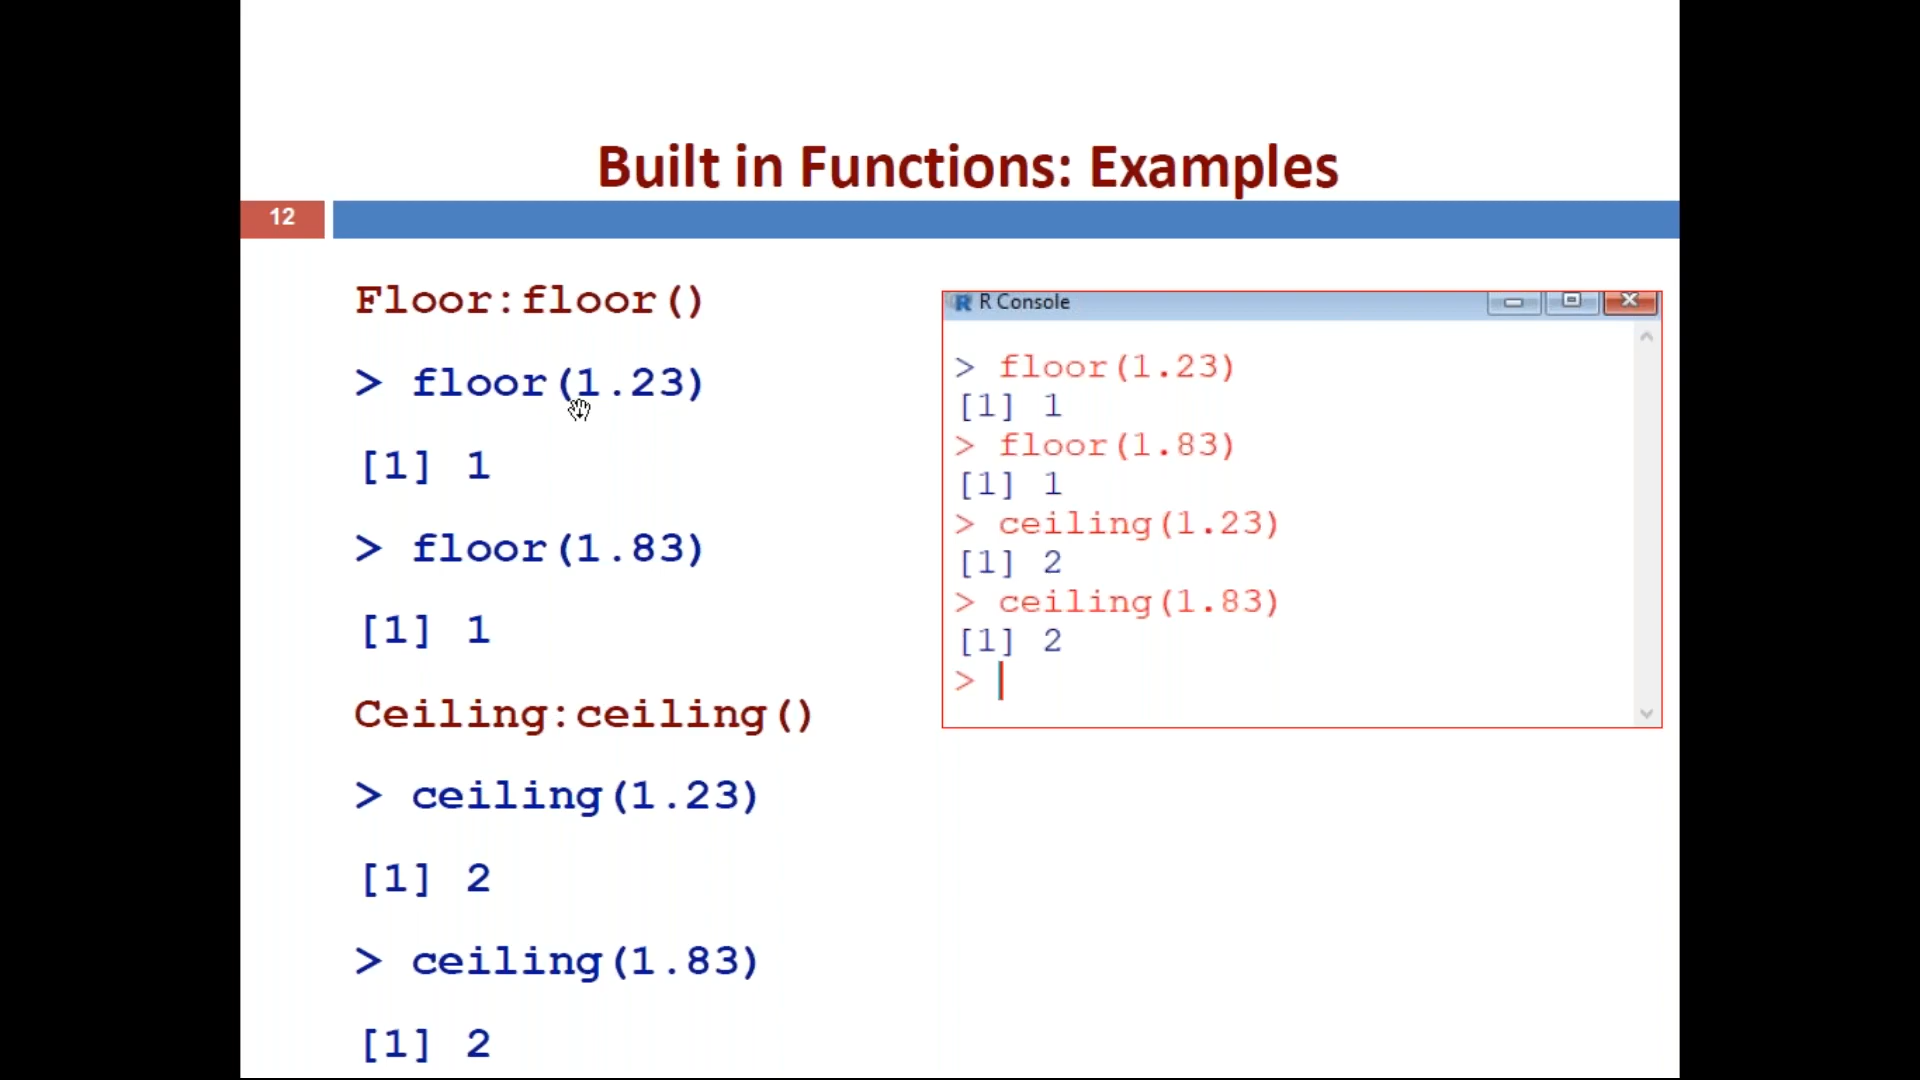 Built in Functions: Examples
12
Floor:floor()
> floor(1.23)
[1] 1
> floor(1.83)
[1] 1
Ceiling:ceiling()
> ceiling(1.23)
[1] 2
> ceiling(1.83)
[1] 2
R Console
> floor(1.23)
[1] 1
> floor(1.83)
[1] 1
> ceiling(1.23)
[1] 2
> ceiling(1.83)
[1] 2
>